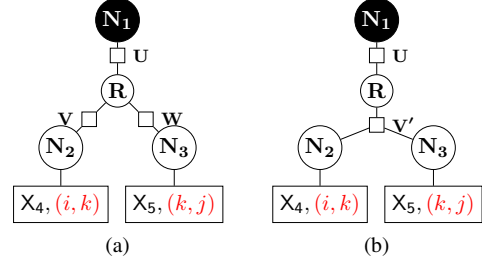 N₁ N₁
U U
R R
V W V′
N₂ N₃ N₂ N₃
X₄, (i, k) X₅, (k, j) X₄, (i, k) X₅, (k, j)
(a) (b)